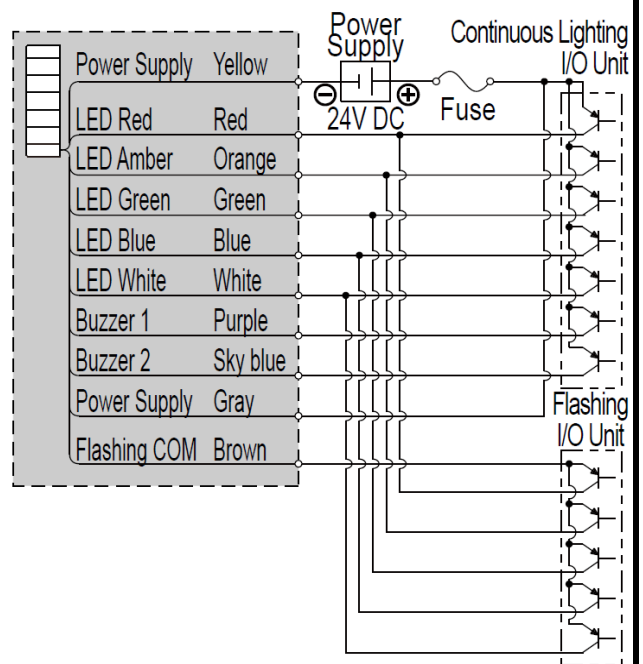 Power
Supply
Continuous Lighting
I/O Unit
Power Supply Yellow
⊖ ⊕
24V DC
Fuse
LED Red Red
LED Amber Orange
LED Green Green
LED Blue Blue
LED White White
Buzzer 1 Purple
Buzzer 2 Sky blue
Power Supply Gray
Flashing
I/O Unit
Flashing COM Brown